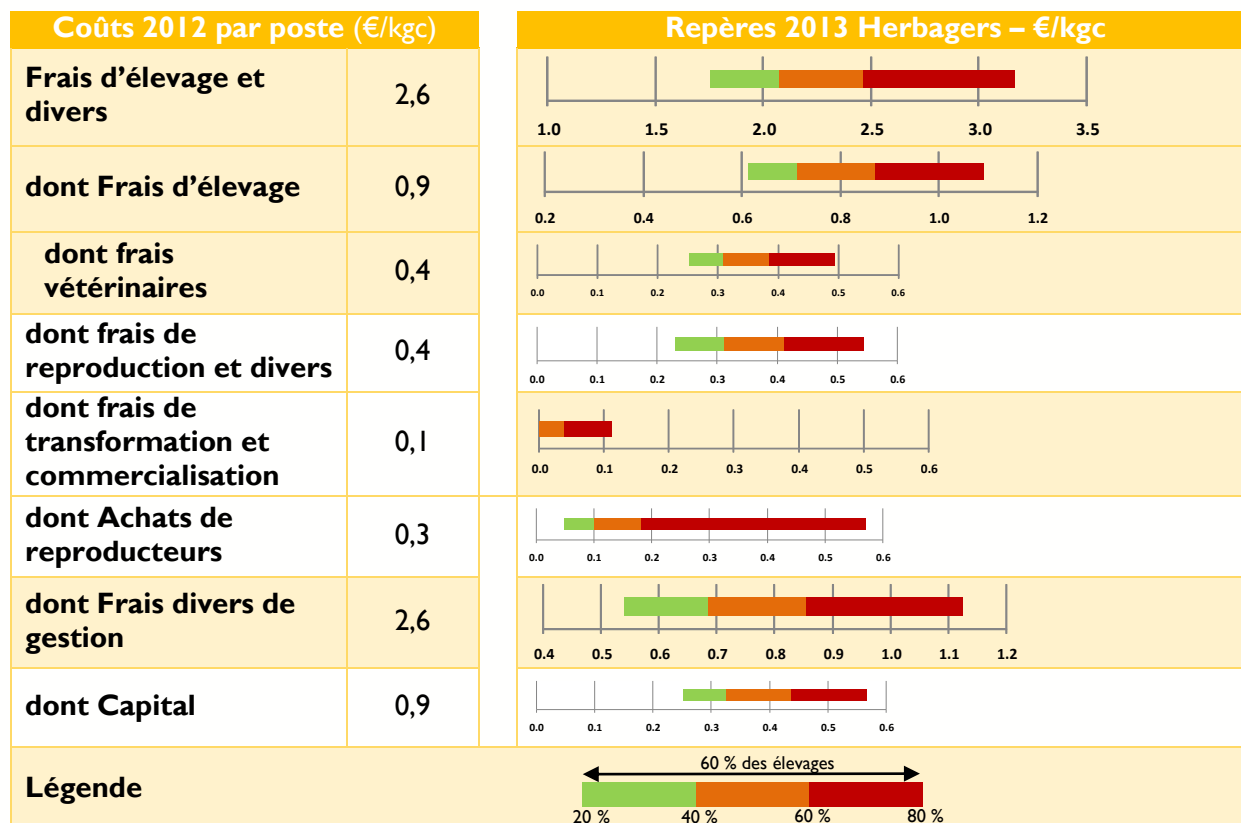 Coûts 2012 par poste (€/kgc)
Repères 2013 Herbagers – €/kgc
Frais d'élevage et
divers
2,6
1.0 1.5 2.0 2.5 3.0 3.5
dont Frais d'élevage
0,9
0.2 0.4 0.6 0.8 1.0 1.2
dont frais
vétérinaires
0,4
0.0 0.1 0.2 0.3 0.4 0.5 0.6
dont frais de
reproduction et divers
0,4
0.0 0.1 0.2 0.3 0.4 0.5 0.6
dont frais de
transformation et
commercialisation
0,1
0.0 0.1 0.2 0.3 0.4 0.5 0.6
dont Achats de
reproducteurs
0,3
0.0 0.1 0.2 0.3 0.4 0.5 0.6
dont Frais divers de
gestion
2,6
0.4 0.5 0.6 0.7 0.8 0.9 1.0 1.1 1.2
dont Capital
0,9
0.0 0.1 0.2 0.3 0.4 0.5 0.6
Légende
60 % des élevages
20 % 40 % 60 % 80 %